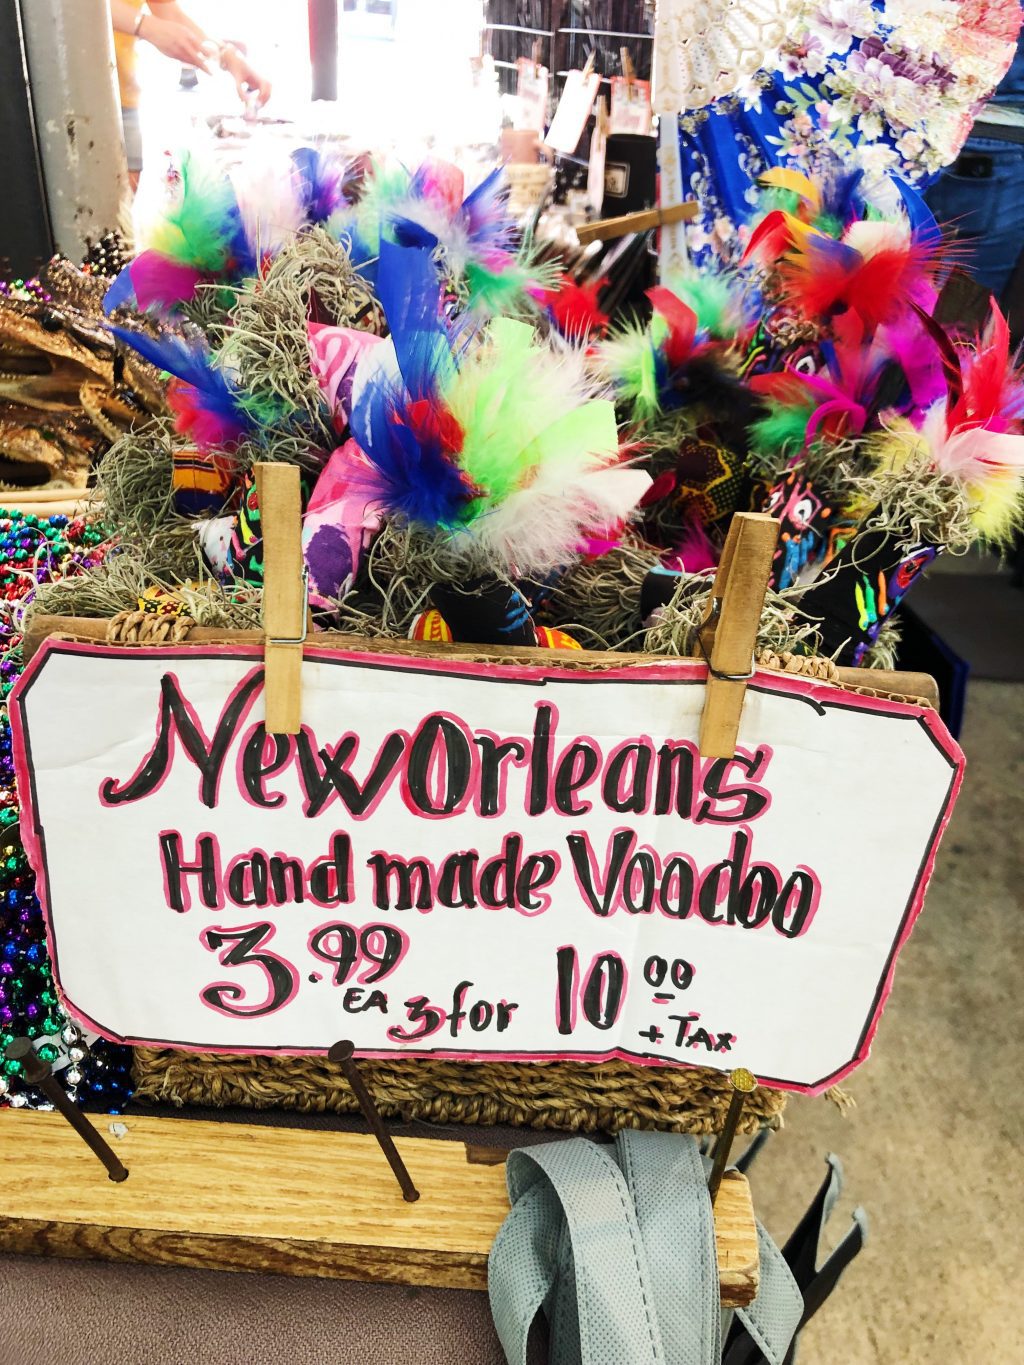 New Orleans
Hand made Voodoo
3.99 EA 3 for 10 00 + TAX